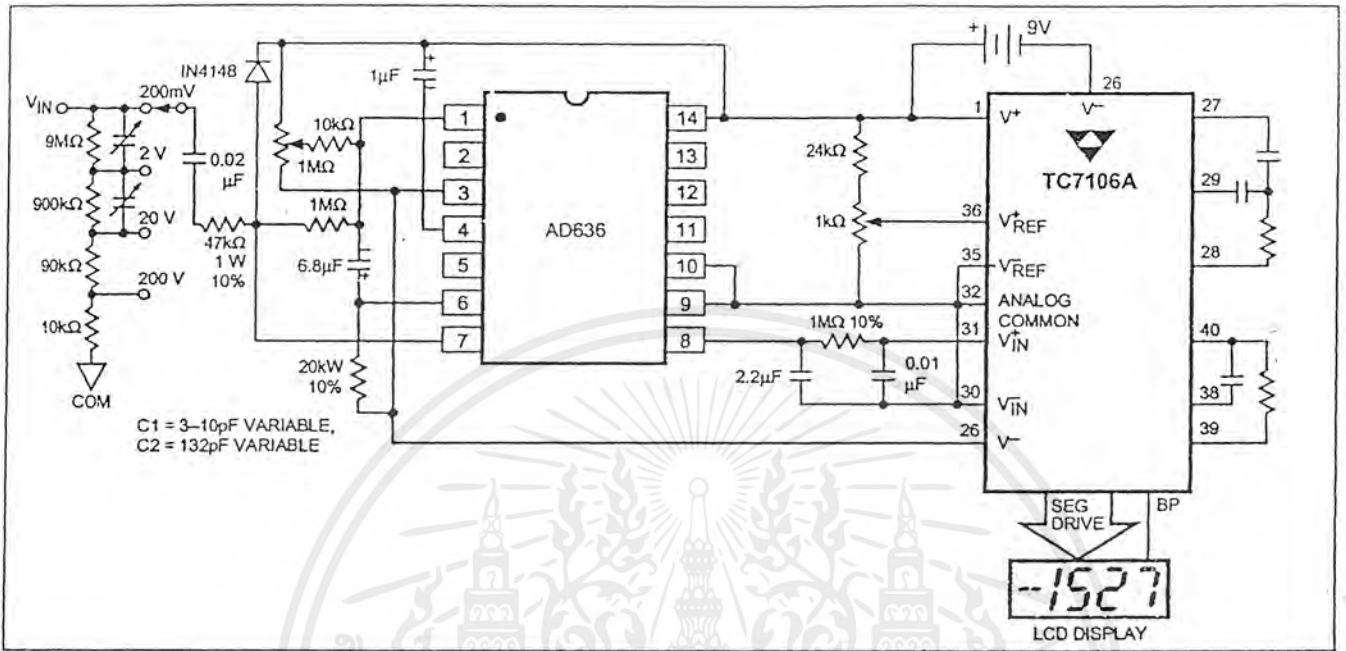 IN4148
VIN
200mV
9MΩ
2 V
900kΩ
20 V
90kΩ
200 V
10kΩ
COM
0.02
µF
47kΩ
1 W
10%
C1 = 3–10pF VARIABLE,
C2 = 132pF VARIABLE
1µF
+
10kΩ
1MΩ
1MΩ
6.8µF
+
20kW
10%
1
2
3
4
5
6
7
AD636
14
13
12
11
10
9
8
24kΩ
1kΩ
1MΩ 10%
2.2µF
0.01
µF
+
9V
26
V–
1
V+
TC7106A
36
V+REF
35
V–REF
32
ANALOG
COMMON
31
V+IN
30
V–IN
26
V–
27
29
28
40
38
39
SEG
DRIVE
BP
-1527
LCD DISPLAY